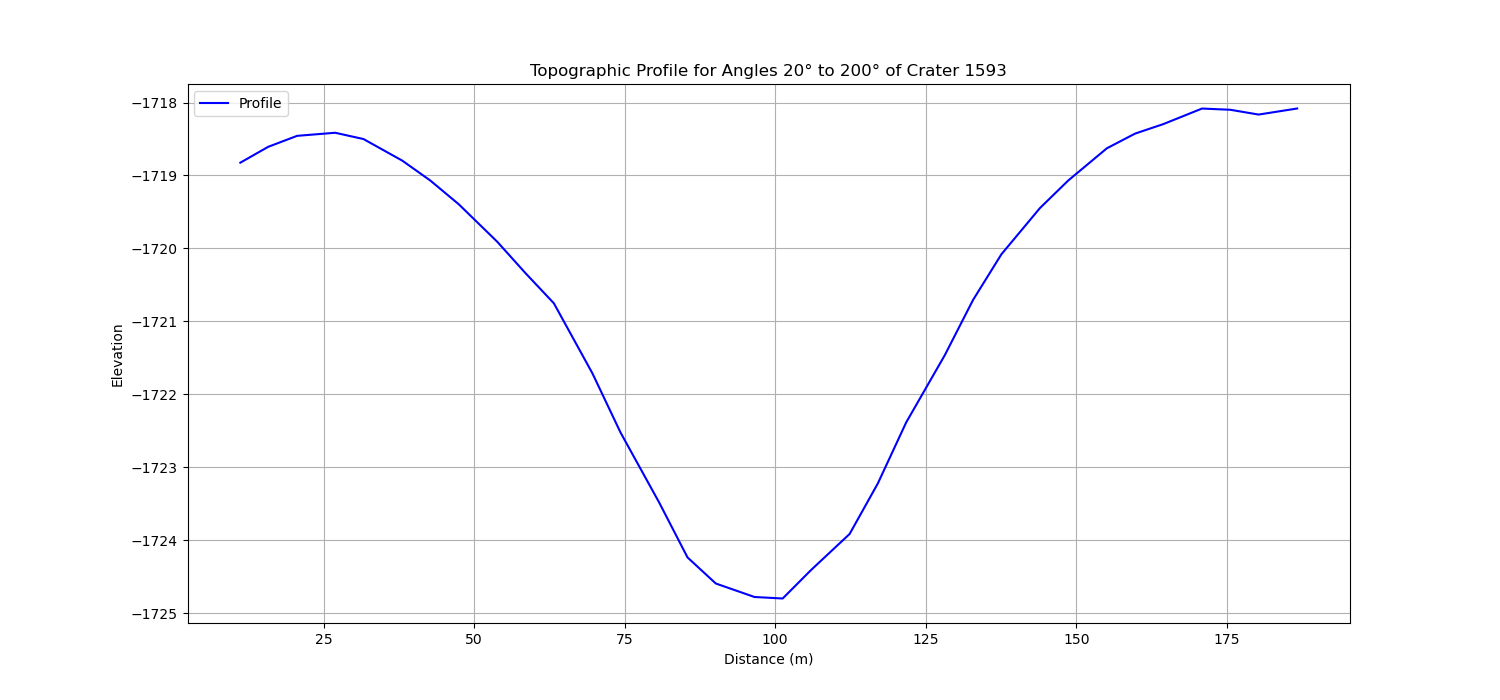 Topographic Profile for Angles 20° to 200° of Crater 1593
Profile
−1718
−1719
−1720
−1721
−1722
−1723
−1724
−1725
Elevation
25 50 75 100 125 150 175
Distance (m)